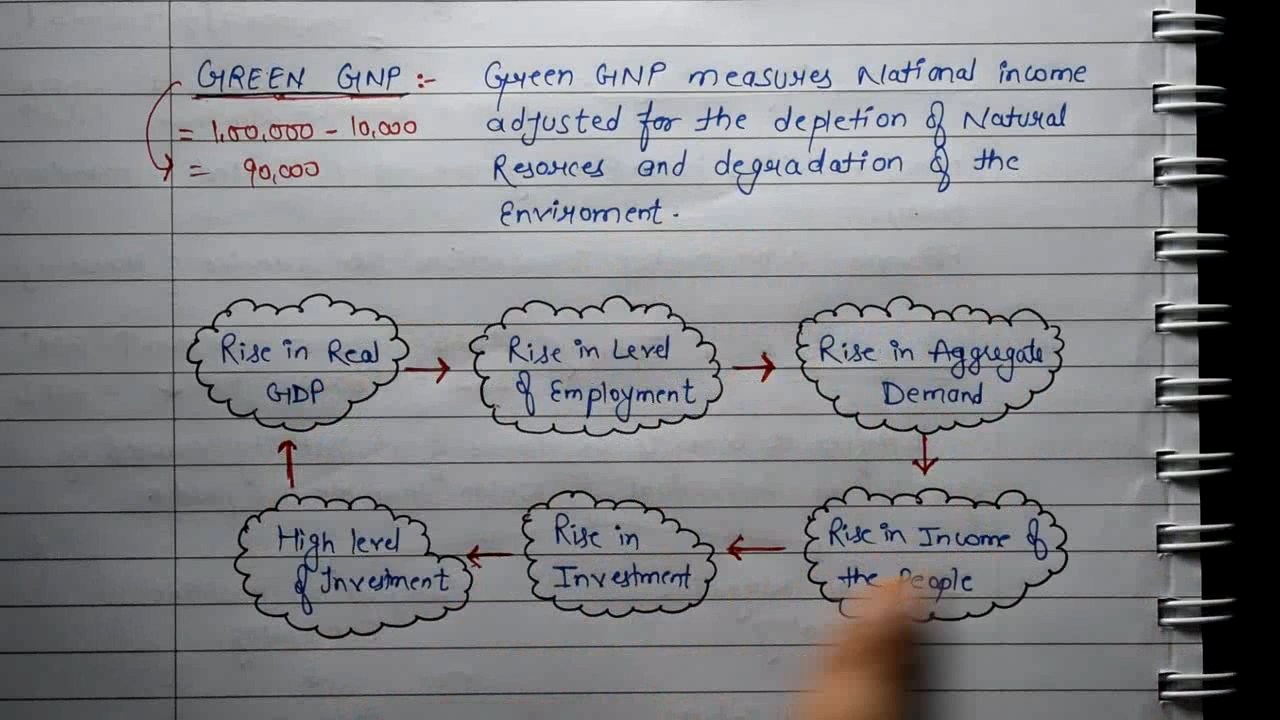 GREEN GNP :- Green GNP measures National income
= 1,00,000 - 10,000 adjusted for the depletion of Natural
= 90,000 Resorces and degradation of the
Enviroment.
Rise in Real
GDP
Rise in Level
of Employment
Rise in Aggregate
Demand
Rise in Income of
the People
Rise in
Investment
High level
of Investment